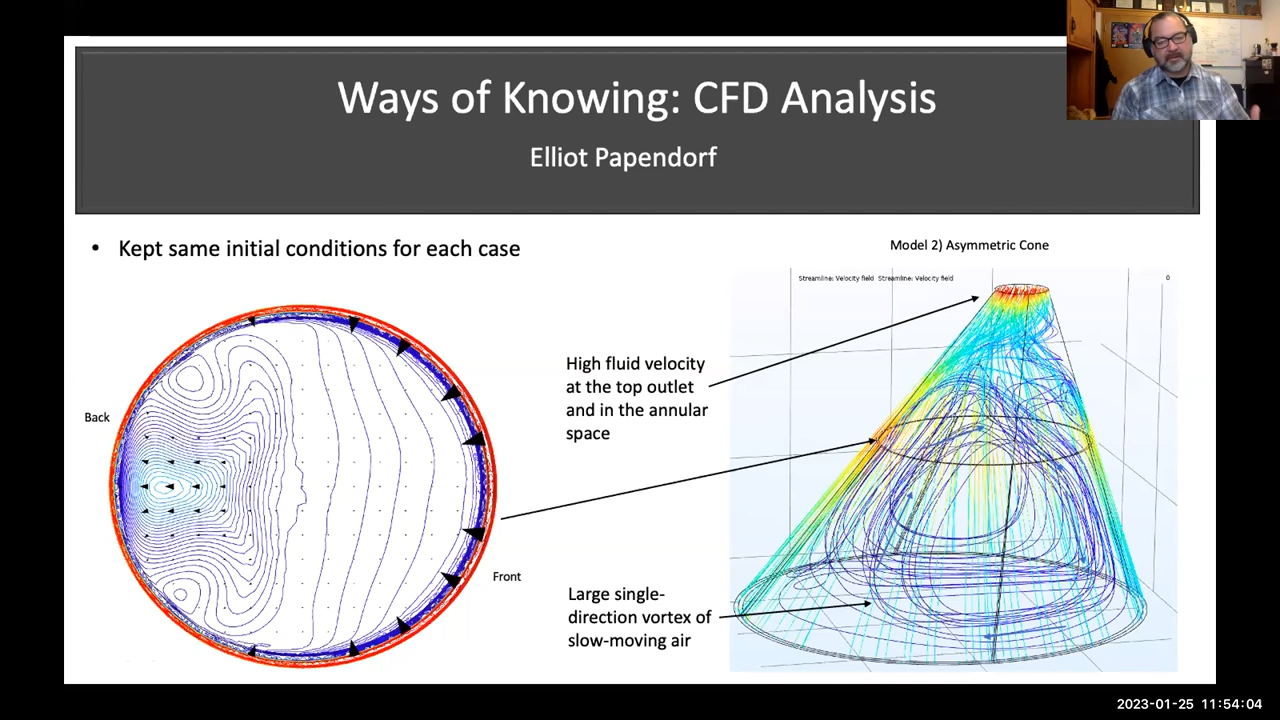 Ways of Knowing: CFD Analysis
Elliot Papendorf
• Kept same initial conditions for each case
Model 2) Asymmetric Cone
Streamline: Velocity field Streamline: Velocity field
0
High fluid velocity
at the top outlet
and in the annular
space
Back
Front
Large single-
direction vortex of
slow-moving air
2023-01-25 11:54:04